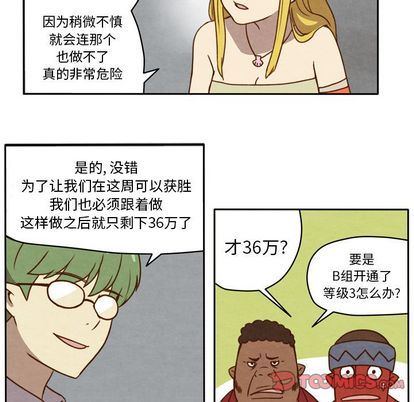 因为稍微不慎
就会连那个
也做不了
真的非常危险
是的, 没错
为了让我们在这周可以获胜
我们也必须跟着做
这样做之后就只剩下36万了
才36万?
要是
B组开通了
等级3怎么办?